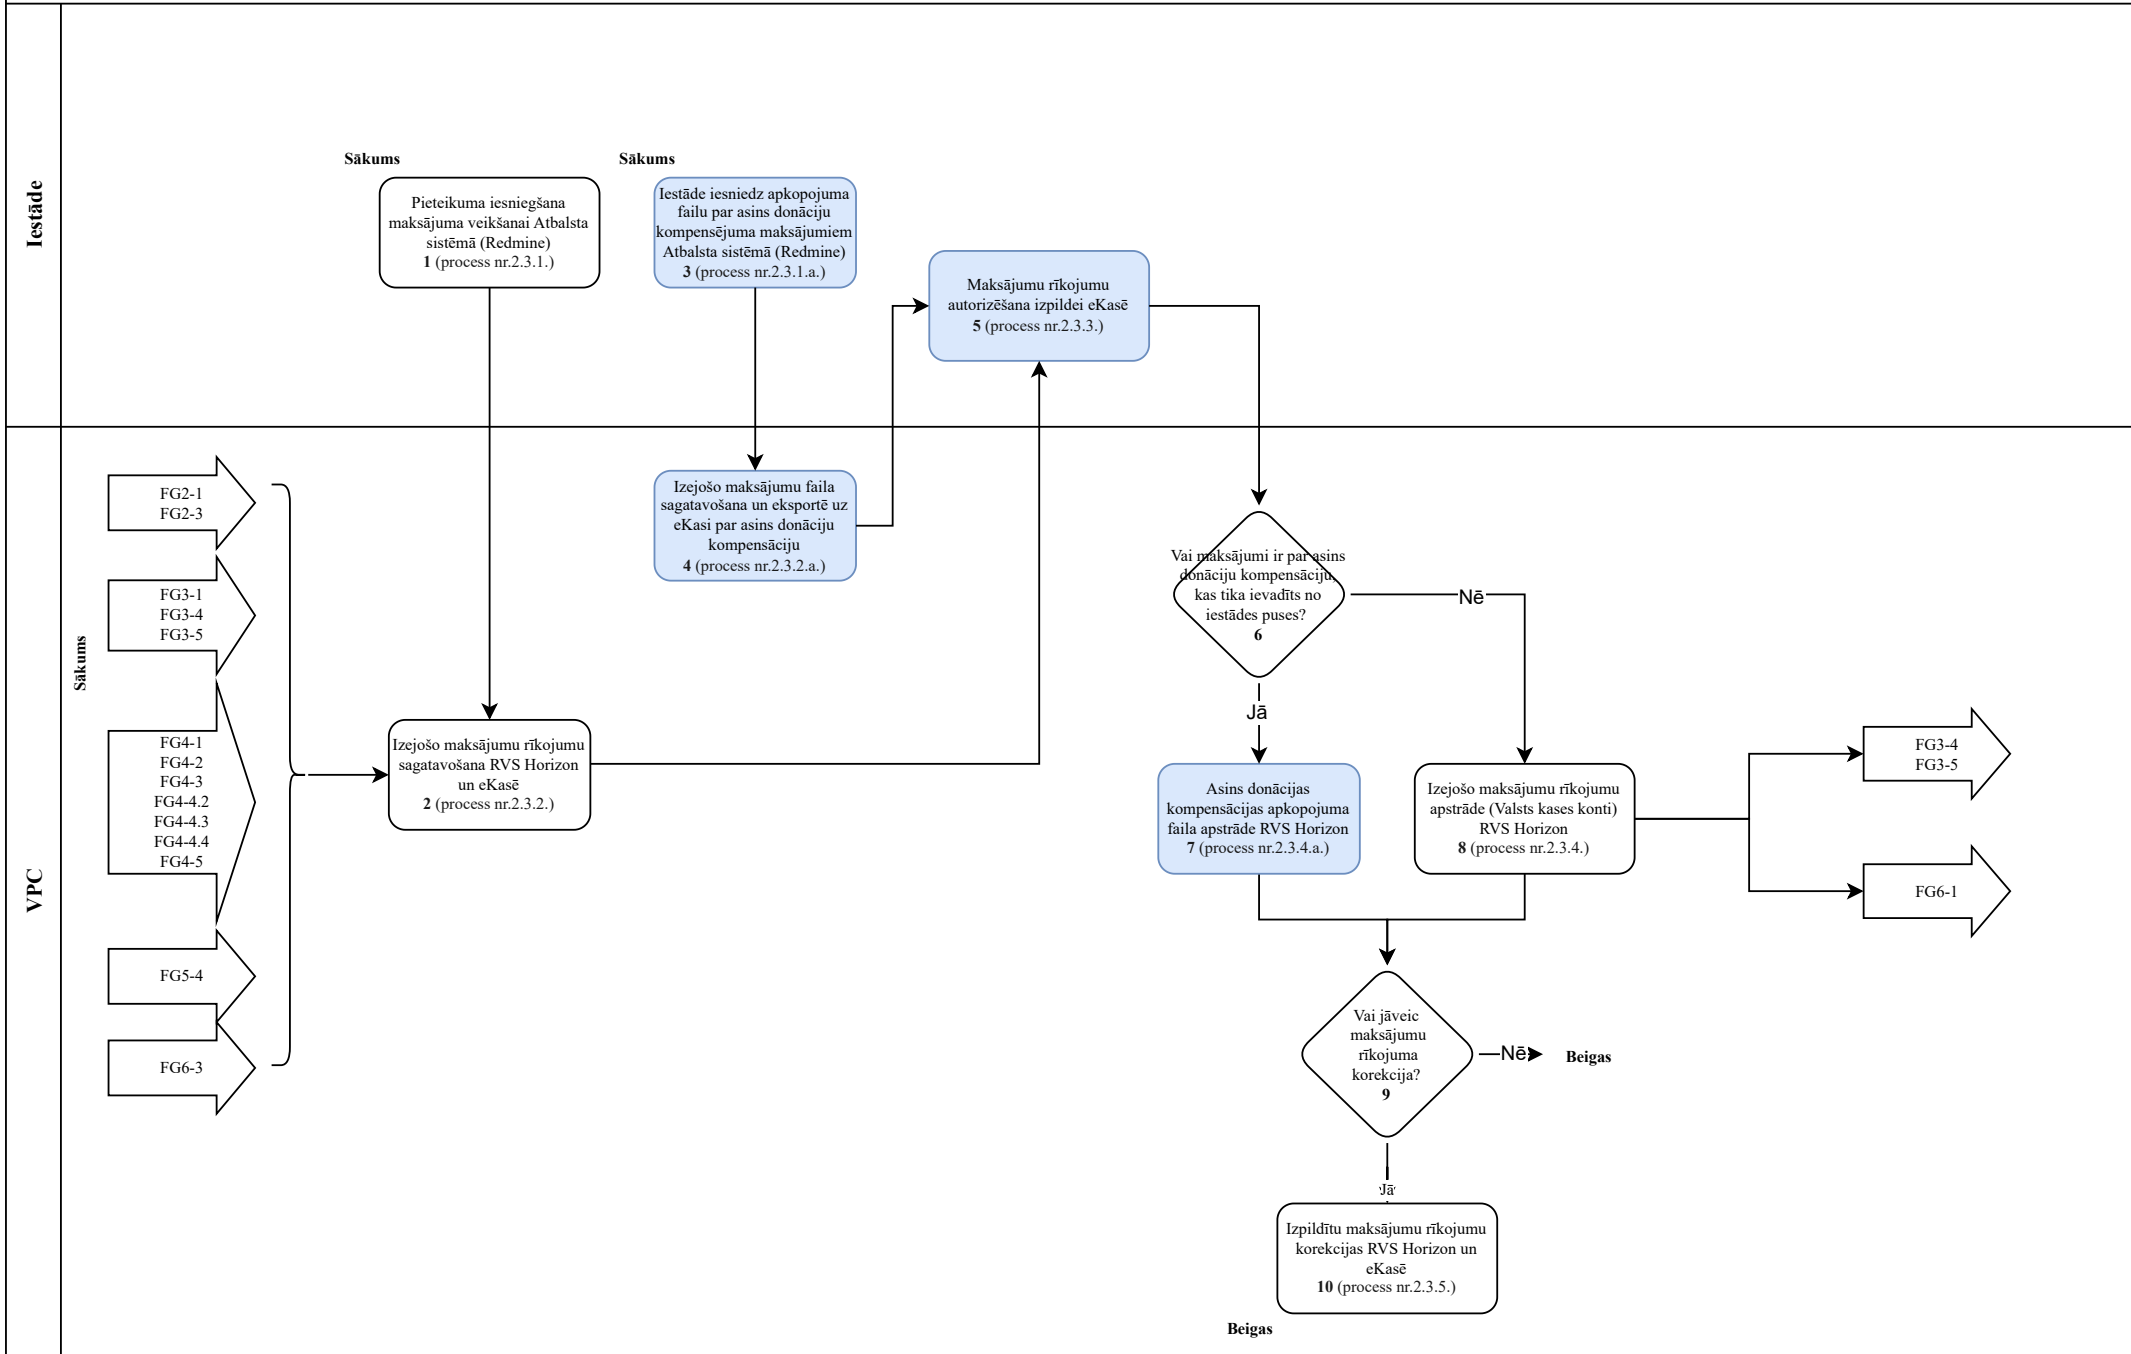 Iestāde
Sākums
Pieteikuma iesniegšana
maksājuma veikšanai Atbalsta
sistēmā (Redmine)
1 (process nr.2.3.1.)
Sākums
Iestāde iesniedz apkopojuma
failu par asins donāciju
kompensējuma maksājumiem
Atbalsta sistēmā (Redmine)
3 (process nr.2.3.1.a.)
Maksājumu rīkojumu
autorizēšana izpildei eKasē
5 (process nr.2.3.3.)
VPC
Sākums
FG2-1
FG2-3
FG3-1
FG3-4
FG3-5
FG4-1
FG4-2
FG4-3
FG4-4.2
FG4-4.3
FG4-4.4
FG4-5
FG5-4
FG6-3
Izejošo maksājumu rīkojumu
sagatavošana RVS Horizon
un eKasē
2 (process nr.2.3.2.)
Izejošo maksājumu faila
sagatavošana un eksportē uz
eKasi par asins donāciju
kompensāciju
4 (process nr.2.3.2.a.)
Vai maksājumi ir par asins
donāciju kompensāciju,
kas tika ievadīts no
iestādes puses?
6
Nē
Jā
Asins donācijas
kompensācijas apkopojuma
faila apstrāde RVS Horizon
7 (process nr.2.3.4.a.)
Izejošo maksājumu rīkojumu
apstrāde (Valsts kases konti)
RVS Horizon
8 (process nr.2.3.4.)
FG3-4
FG3-5
FG6-1
Vai jāveic
maksājumu
rīkojuma
korekcija?
9
Nē
Beigas
Jā
Izpildītu maksājumu rīkojumu
korekcijas RVS Horizon un
eKasē
10 (process nr.2.3.5.)
Beigas